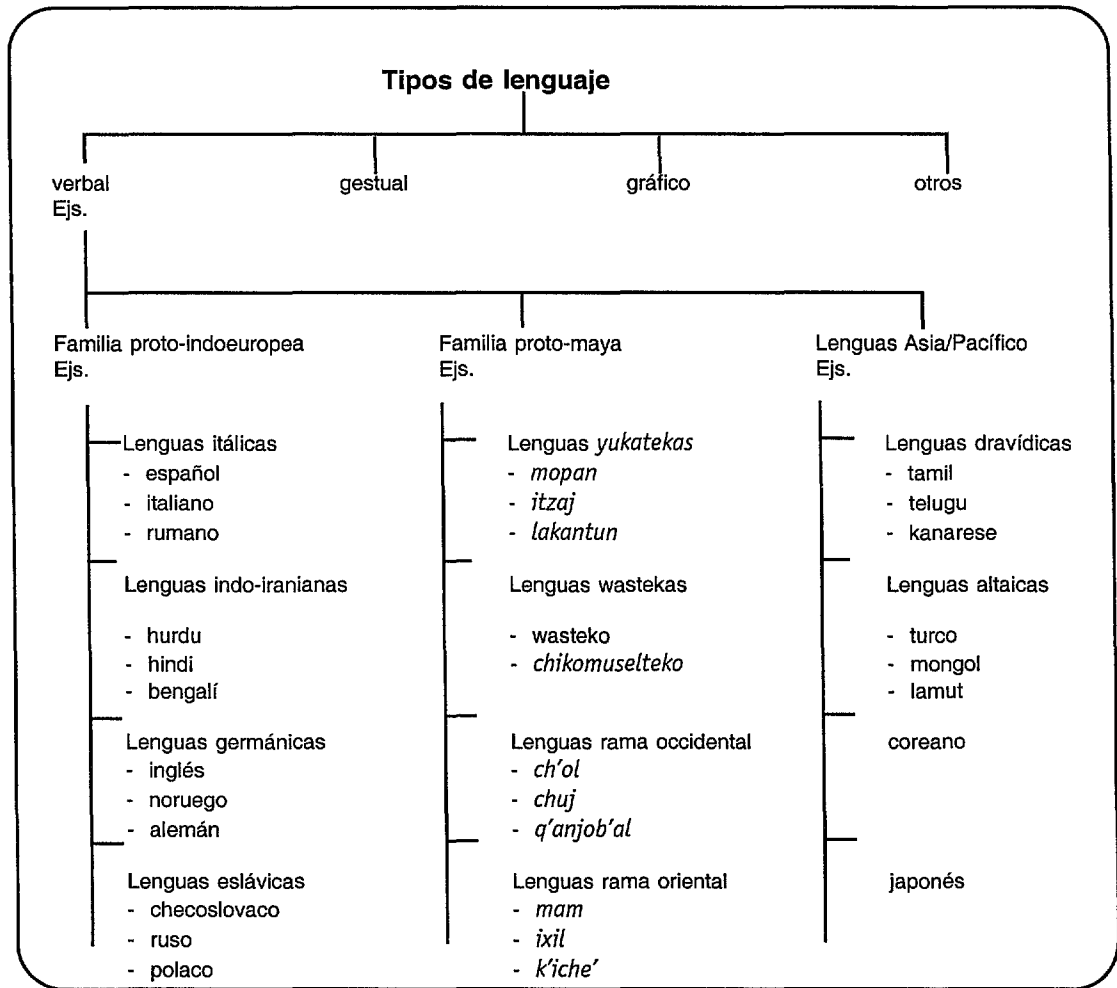 Tipos de lenguaje
verbal
Ejs.
gestual
gráfico
otros
Familia proto-indoeuropea
Ejs.
Lenguas itálicas
- español
- italiano
- rumano
Lenguas indo-iranianas
- hurdu
- hindi
- bengalí
Lenguas germánicas
- inglés
- noruego
- alemán
Lenguas eslávicas
- checoslovaco
- ruso
- polaco
Familia proto-maya
Ejs.
Lenguas yukatekas
- mopan
- itzaj
- lakantun
Lenguas wastekas
- wasteko
- chikomuselteko
Lenguas rama occidental
- ch'ol
- chuj
- q'anjob'al
Lenguas rama oriental
- mam
- ixil
- k'iche'
Lenguas Asia/Pacífico
Ejs.
Lenguas dravídicas
- tamil
- telugu
- kanarese
Lenguas altaicas
- turco
- mongol
- lamut
coreano
japonés